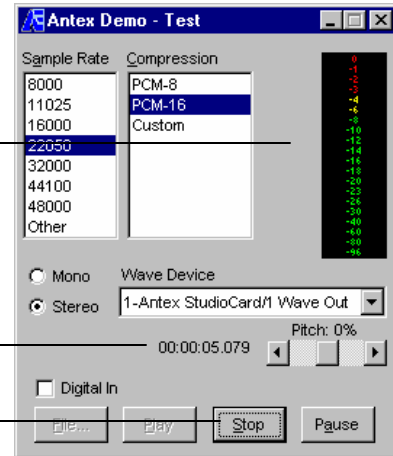 Antex Demo - Test
Sample Rate
Compression
8000
11025
16000
22050
32000
44100
48000
Other
PCM-8
PCM-16
Custom
0
-1
-2
-3
-4
-6
-8
-10
-12
-14
-16
-18
-20
-23
-26
-30
-40
-60
-80
-96
Mono
Stereo
Wave Device
1-Antex StudioCard/1 Wave Out
00:00:05.079
Pitch: 0%
Digital In
File...
Play
Stop
Pause